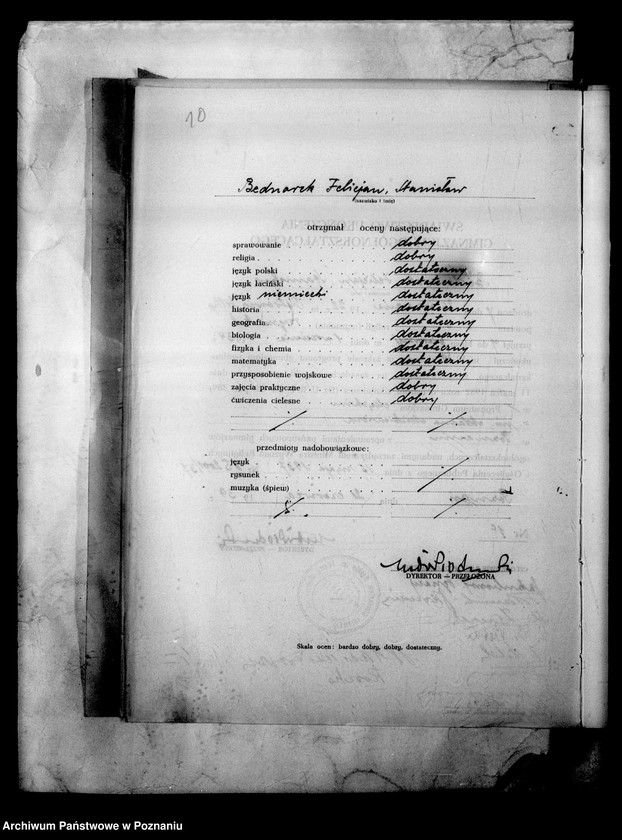 10
Bednarek Felicjan, Stanisław
(nazwisko i imię)
otrzymał oceny następujące:
sprawowanie dobry
religia dobry
język polski dostateczny
język łaciński dostateczny
język niemiecki dostateczny
historia dostateczny
geografia dostateczny
biologia dostateczny
fizyka i chemia dostateczny
matematyka dostateczny
przysposobienie wojskowe dostateczny
zajęcia praktyczne dobry
ćwiczenia cielesne dobry
przedmioty nadobowiązkowe:
język
rysunek
muzyka (śpiew)
DYREKTOR — PRZEŁOŻONA
Skala ocen: bardzo dobry, dobry, dostateczny.
Archiwum Państwowe w Poznaniu